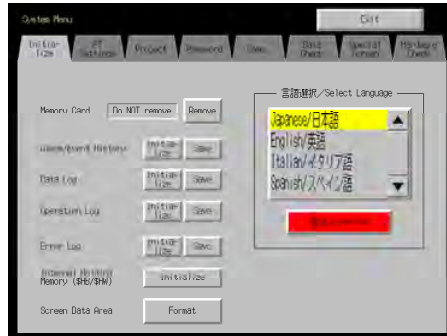 System Menu
Exit
Initialize
PT Settings
Project
Password
Comm.
Data Check
Special Screen
Hardware Check
Memory Card
Do NOT remove
Remove
言語選択/Select Language
Japanese/日本語
English/英語
Italian/イタリア語
Spanish/スペイン語
Alarm/Event History
Initialize
Save
Data Log
Initialize
Save
Operation Log
Initialize
Save
Error Log
Initialize
Save
Internal Holding
Memory ($HB/$HW)
Initialize
Screen Data Area
Format